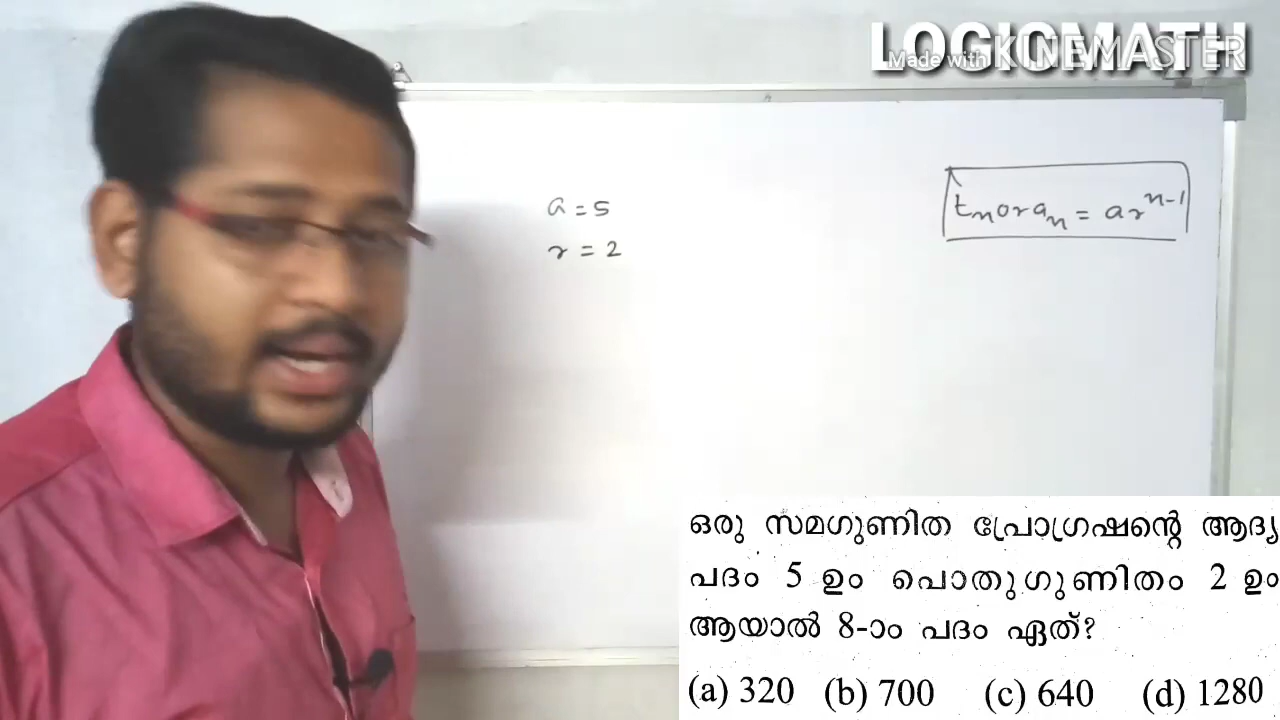 LOGICMATH
Made with KINEMASTER
a = 5
r = 2
tₙ or aₙ = arⁿ⁻¹
ഒരു സമഗുണിത പ്രോഗ്രഷന്റെ ആദ്യ
പദം 5 ഉം പൊതുഗുണിതം 2 ഉം
ആയാൽ 8-ാം പദം ഏത്?
(a) 320 (b) 700 (c) 640 (d) 1280